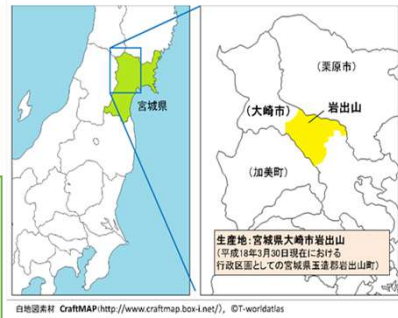 宮城県
(栗原市)
岩出山
(大崎市)
(加美町)
生産地:宮城県大崎市岩出山
(平成18年3月30日現在における
行政区画としての宮城県玉造郡岩出山町)
白地図素材 CraftMAP(http://www.craftmap.box-i.net/), ©T-worldatlas